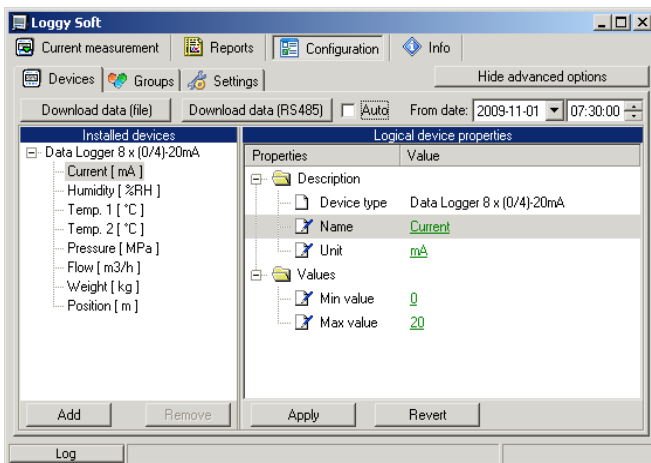 Loggy Soft
Current measurement Reports Configuration Info
Devices Groups Settings Hide advanced options
Download data (file) Download data (RS485) Auto From date: 2009-11-01 07:30:00
Installed devices
Data Logger 8 x (0/4)-20mA
Current [ mA ]
Humidity [ %RH ]
Temp. 1 [ °C ]
Temp. 2 [ °C ]
Pressure [ MPa ]
Flow [ m3/h ]
Weight [ kg ]
Position [ m ]
Add Remove
Logical device properties
Properties Value
Description
Device type Data Logger 8 x (0/4)-20mA
Name Current
Unit mA
Values
Min value 0
Max value 20
Apply Revert
Log